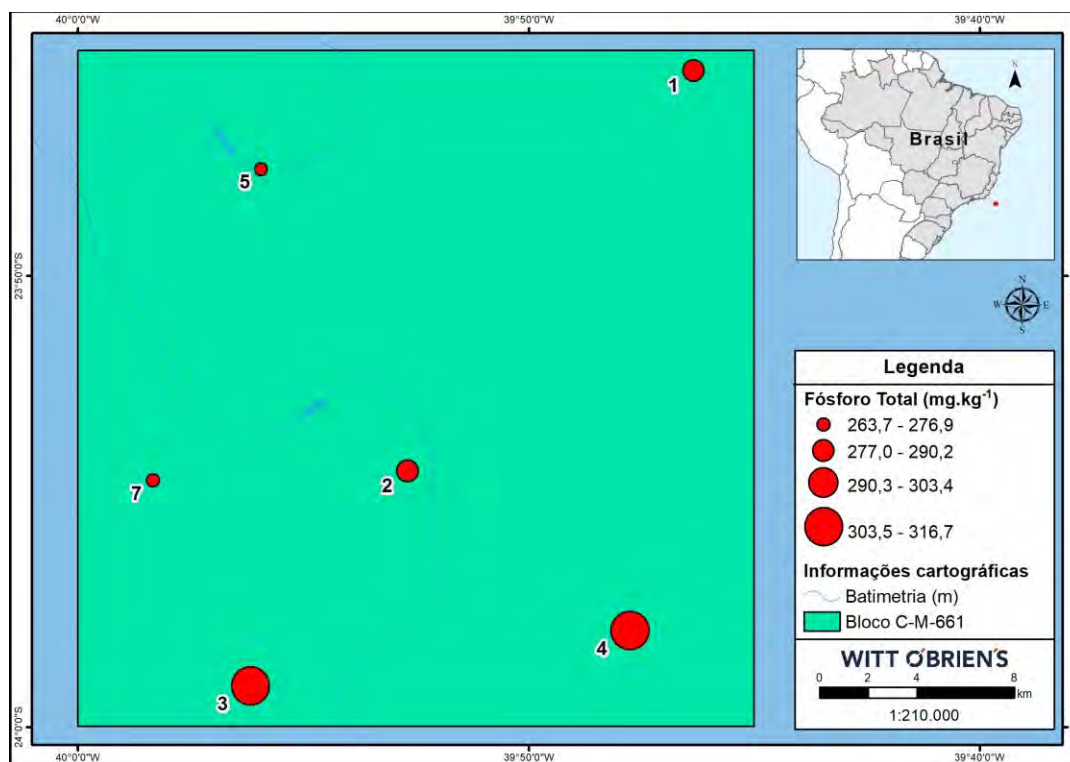 40°0'0"W
39°50'0"W
39°40'0"W
23°50'0"S
24°0'0"S
1
5
2
7
4
3
N
Brasil
N
W
E
S
Legenda
Fósforo Total (mg.kg⁻¹)
263,7 - 276,9
277,0 - 290,2
290,3 - 303,4
303,5 - 316,7
Informações cartográficas
Batimetria (m)
Bloco C-M-661
WITT O'BRIEN'S
0 2 4 8
km
1:210.000
40°0'0"W
39°50'0"W
39°40'0"W